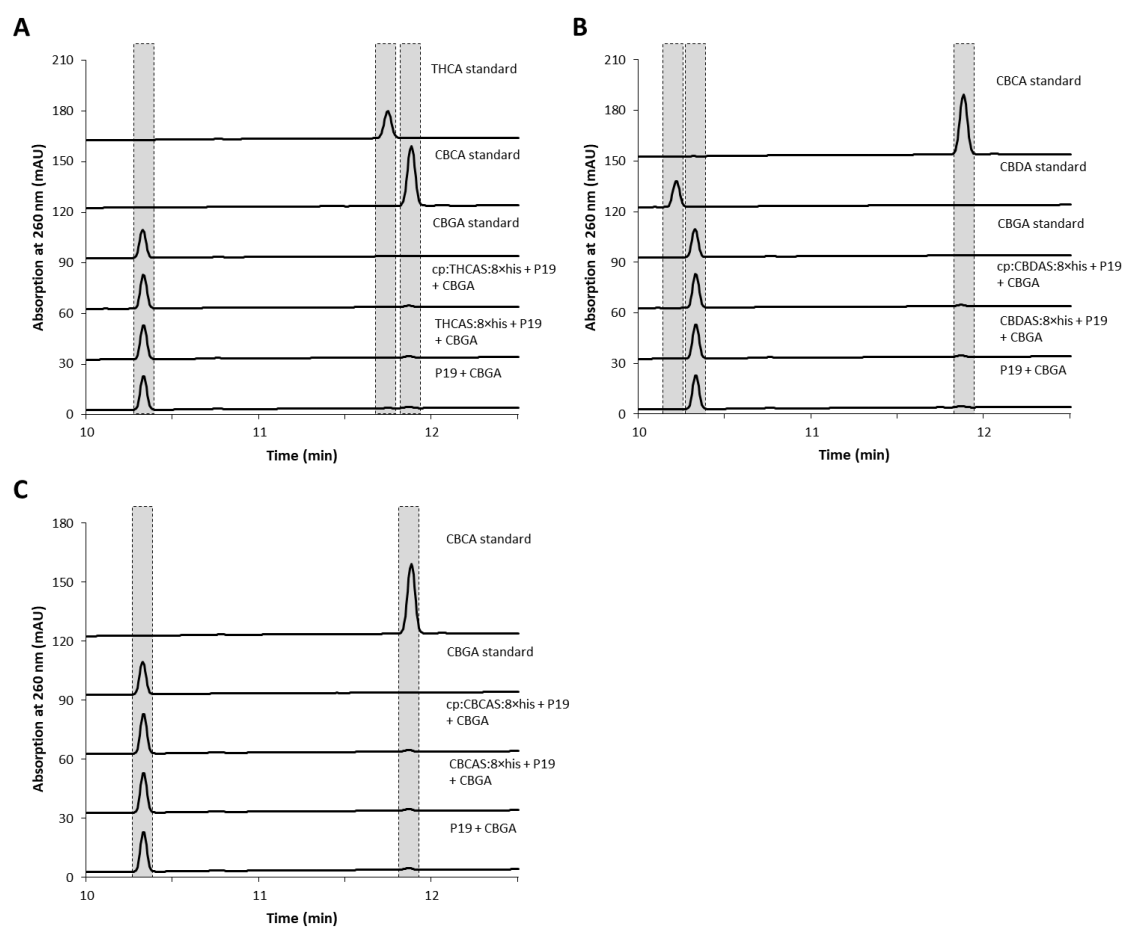 A
210
180
150
120
90
60
30
0
Absorption at 260 nm (mAU)
THCA standard
CBCA standard
CBGA standard
cp:THCAS:8×his + P19
+ CBGA
THCAS:8×his + P19
+ CBGA
P19 + CBGA
10
11
12
Time (min)
B
210
180
150
120
90
60
30
0
Absorption at 260 nm (mAU)
CBCA standard
CBDA standard
CBGA standard
cp:CBDAS:8×his + P19
+ CBGA
CBDAS:8×his + P19
+ CBGA
P19 + CBGA
10
11
12
Time (min)
C
180
150
120
90
60
30
0
Absorption at 260 nm (mAU)
CBCA standard
CBGA standard
cp:CBCAS:8×his + P19
+ CBGA
CBCAS:8×his + P19
+ CBGA
P19 + CBGA
10
11
12
Time (min)